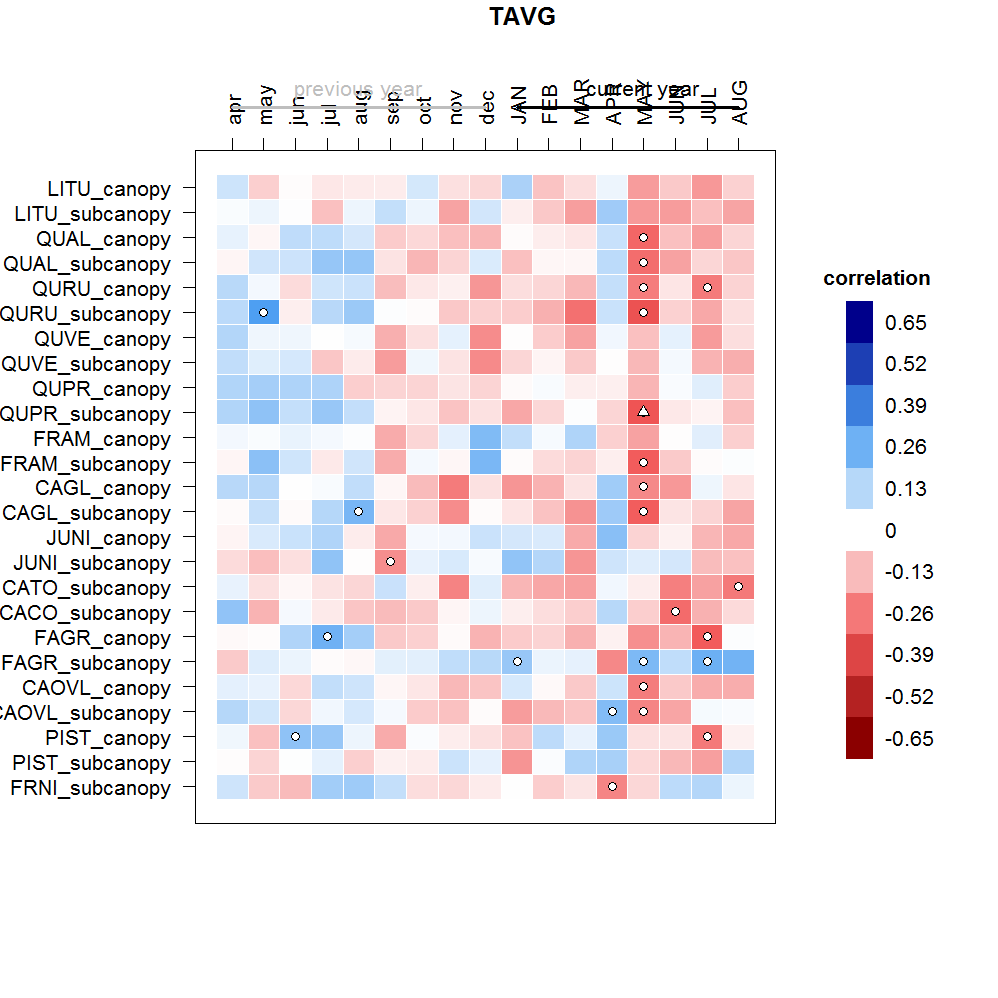 TAVG
previous year
current year
apr
may
jun
jul
aug
sep
oct
nov
dec
JAN
FEB
MAR
APR
MAY
JUN
JUL
AUG
LITU_canopy
LITU_subcanopy
QUAL_canopy
QUAL_subcanopy
QURU_canopy
QURU_subcanopy
QUVE_canopy
QUVE_subcanopy
QUPR_canopy
QUPR_subcanopy
FRAM_canopy
FRAM_subcanopy
CAGL_canopy
CAGL_subcanopy
JUNI_canopy
JUNI_subcanopy
CATO_subcanopy
CACO_subcanopy
FAGR_canopy
FAGR_subcanopy
CAOVL_canopy
CAOVL_subcanopy
PIST_canopy
PIST_subcanopy
FRNI_subcanopy
correlation
0.65
0.52
0.39
0.26
0.13
0
-0.13
-0.26
-0.39
-0.52
-0.65